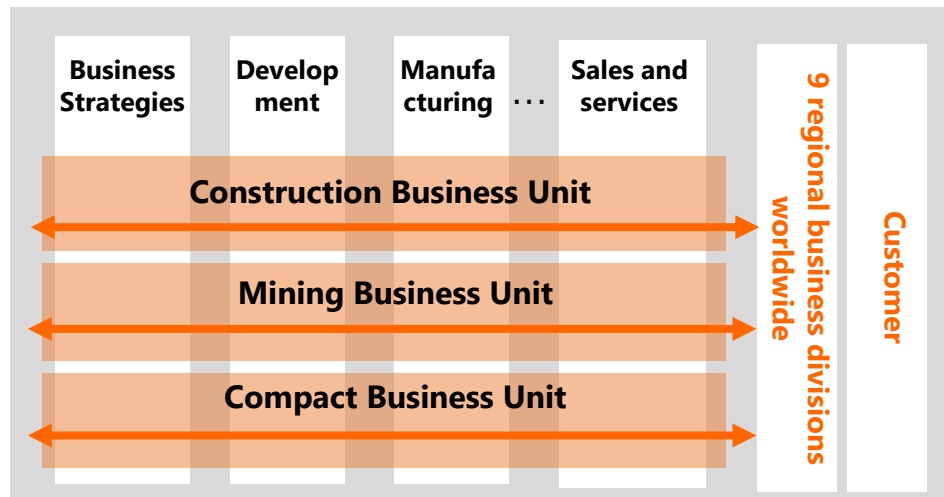 Business
Strategies
Develop
ment
Manufa
cturing
...
Sales and
services
Construction Business Unit
Mining Business Unit
Compact Business Unit
9 regional business divisions
worldwide
Customer